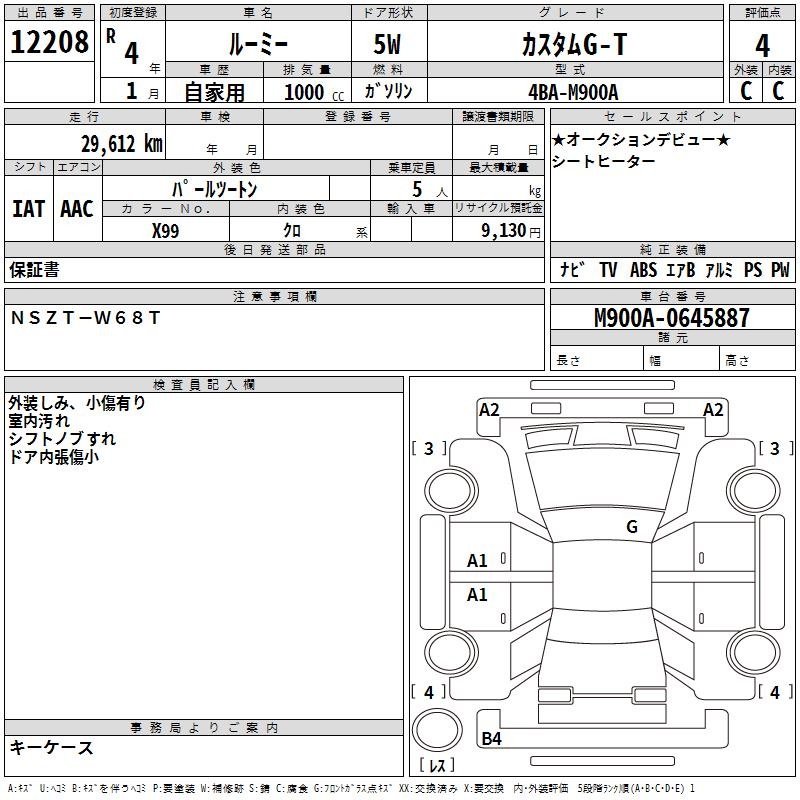 出品番号 初度登録 車名 ドア形状 グレード 評価点
12208 R 4 年 ルーミー 5W カスタムG-T 4
車歴 排気量 燃料 型式 外装 内装
1 月 自家用 1000 CC ガソリン 4BA-M900A C C
走行 車検 登録番号 譲渡書類期限 セールスポイント
29,612 km 年 月 月 日 ★オークションデビュー★
シートヒーター
シフト エアコン 外装色 乗車定員 最大積載量
IAT AAC パールツートン 5 人 kg
カラーNo. 内装色 輸入車 リサイクル預託金
X99 クロ 系 9,130 円
後日発送部品 純正装備
保証書 ナビ TV ABS エアB アルミ PS PW
注意事項欄 車台番号
NSZT－W68T M900A-0645887
諸元
長さ 幅 高さ
検査員記入欄
外装しみ、小傷有り
室内汚れ
シフトノブすれ
ドア内張傷小
A2 A2
[ 3 ] [ 3 ]
G
A1
A1
[ 4 ] [ 4 ]
B4
[ レス ]
事務局よりご案内
キーケース
A:キズ U:ヘコミ B:キズを伴うヘコミ P:要塗装 W:補修跡 S:錆 C:腐食 G:フロントガラス点キズ XX:交換済み X:要交換 内・外装評価 5段階ランク順(A・B・C・D・E) 1